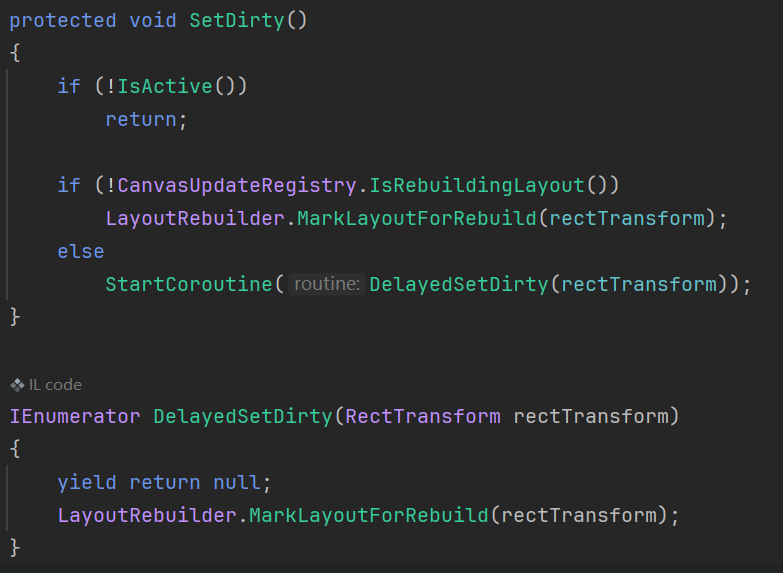 protected void SetDirty()
{
    if (!IsActive())
        return;

    if (!CanvasUpdateRegistry.IsRebuildingLayout())
        LayoutRebuilder.MarkLayoutForRebuild(rectTransform);
    else
        StartCoroutine( routine: DelayedSetDirty(rectTransform));
}

IL code
IEnumerator DelayedSetDirty(RectTransform rectTransform)
{
    yield return null;
    LayoutRebuilder.MarkLayoutForRebuild(rectTransform);
}